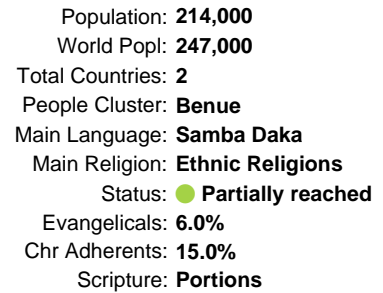 Population: 214,000
World Popl: 247,000
Total Countries: 2
People Cluster: Benue
Main Language: Samba Daka
Main Religion: Ethnic Religions
Status: Partially reached
Evangelicals: 6.0%
Chr Adherents: 15.0%
Scripture: Portions